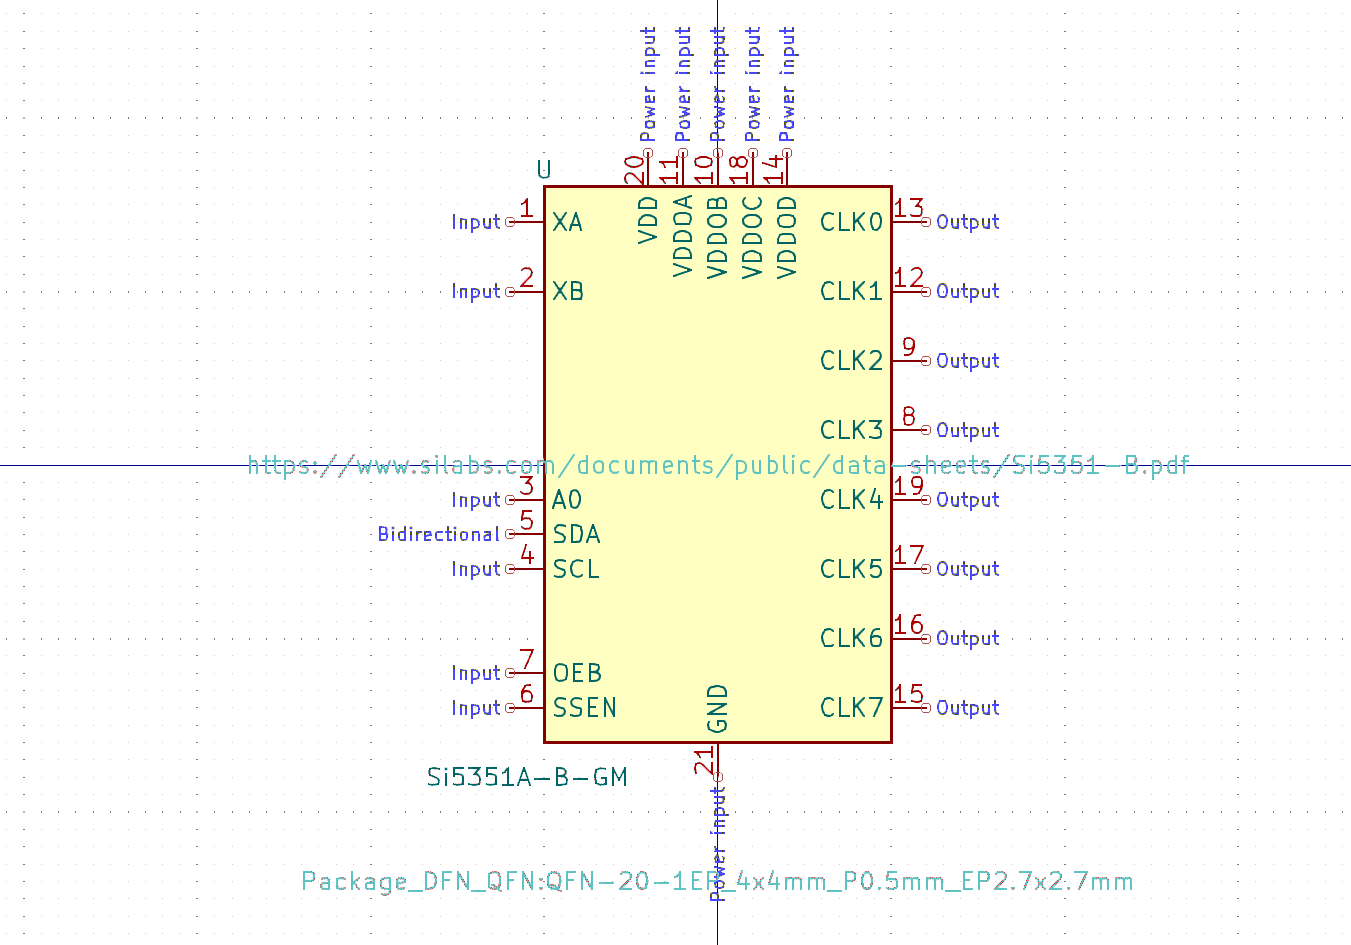 Power input Power input Power input Power input Power input
20 11 10 18 14
U
VDD VDDOA VDDOB VDDOC VDDOD
Input 1 XA CLK0 13 Output
Input 2 XB CLK1 12 Output
CLK2 9 Output
CLK3 8 Output
https://www.silabs.com/documents/public/data-sheets/Si5351-B.pdf
Input 3 A0 CLK4 19 Output
Bidirectional 5 SDA
Input 4 SCL CLK5 17 Output
CLK6 16 Output
Input 7 OEB
Input 6 SSEN CLK7 15 Output
GND
21
Si5351A-B-GM
Power input
Package_DFN_QFN:QFN-20-1EP_4x4mm_P0.5mm_EP2.7x2.7mm